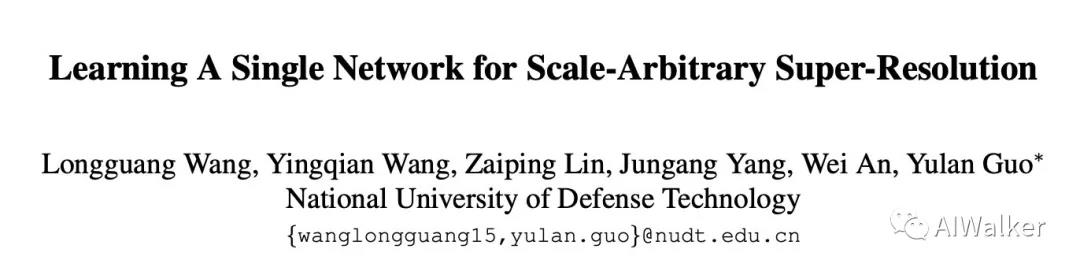 Learning A Single Network for Scale-Arbitrary Super-Resolution
Longguang Wang, Yingqian Wang, Zaiping Lin, Jungang Yang, Wei An, Yulan Guo*
National University of Defense Technology
{wanglongguang15,yulan.guo}@nudt.edu.cn
AIWalker